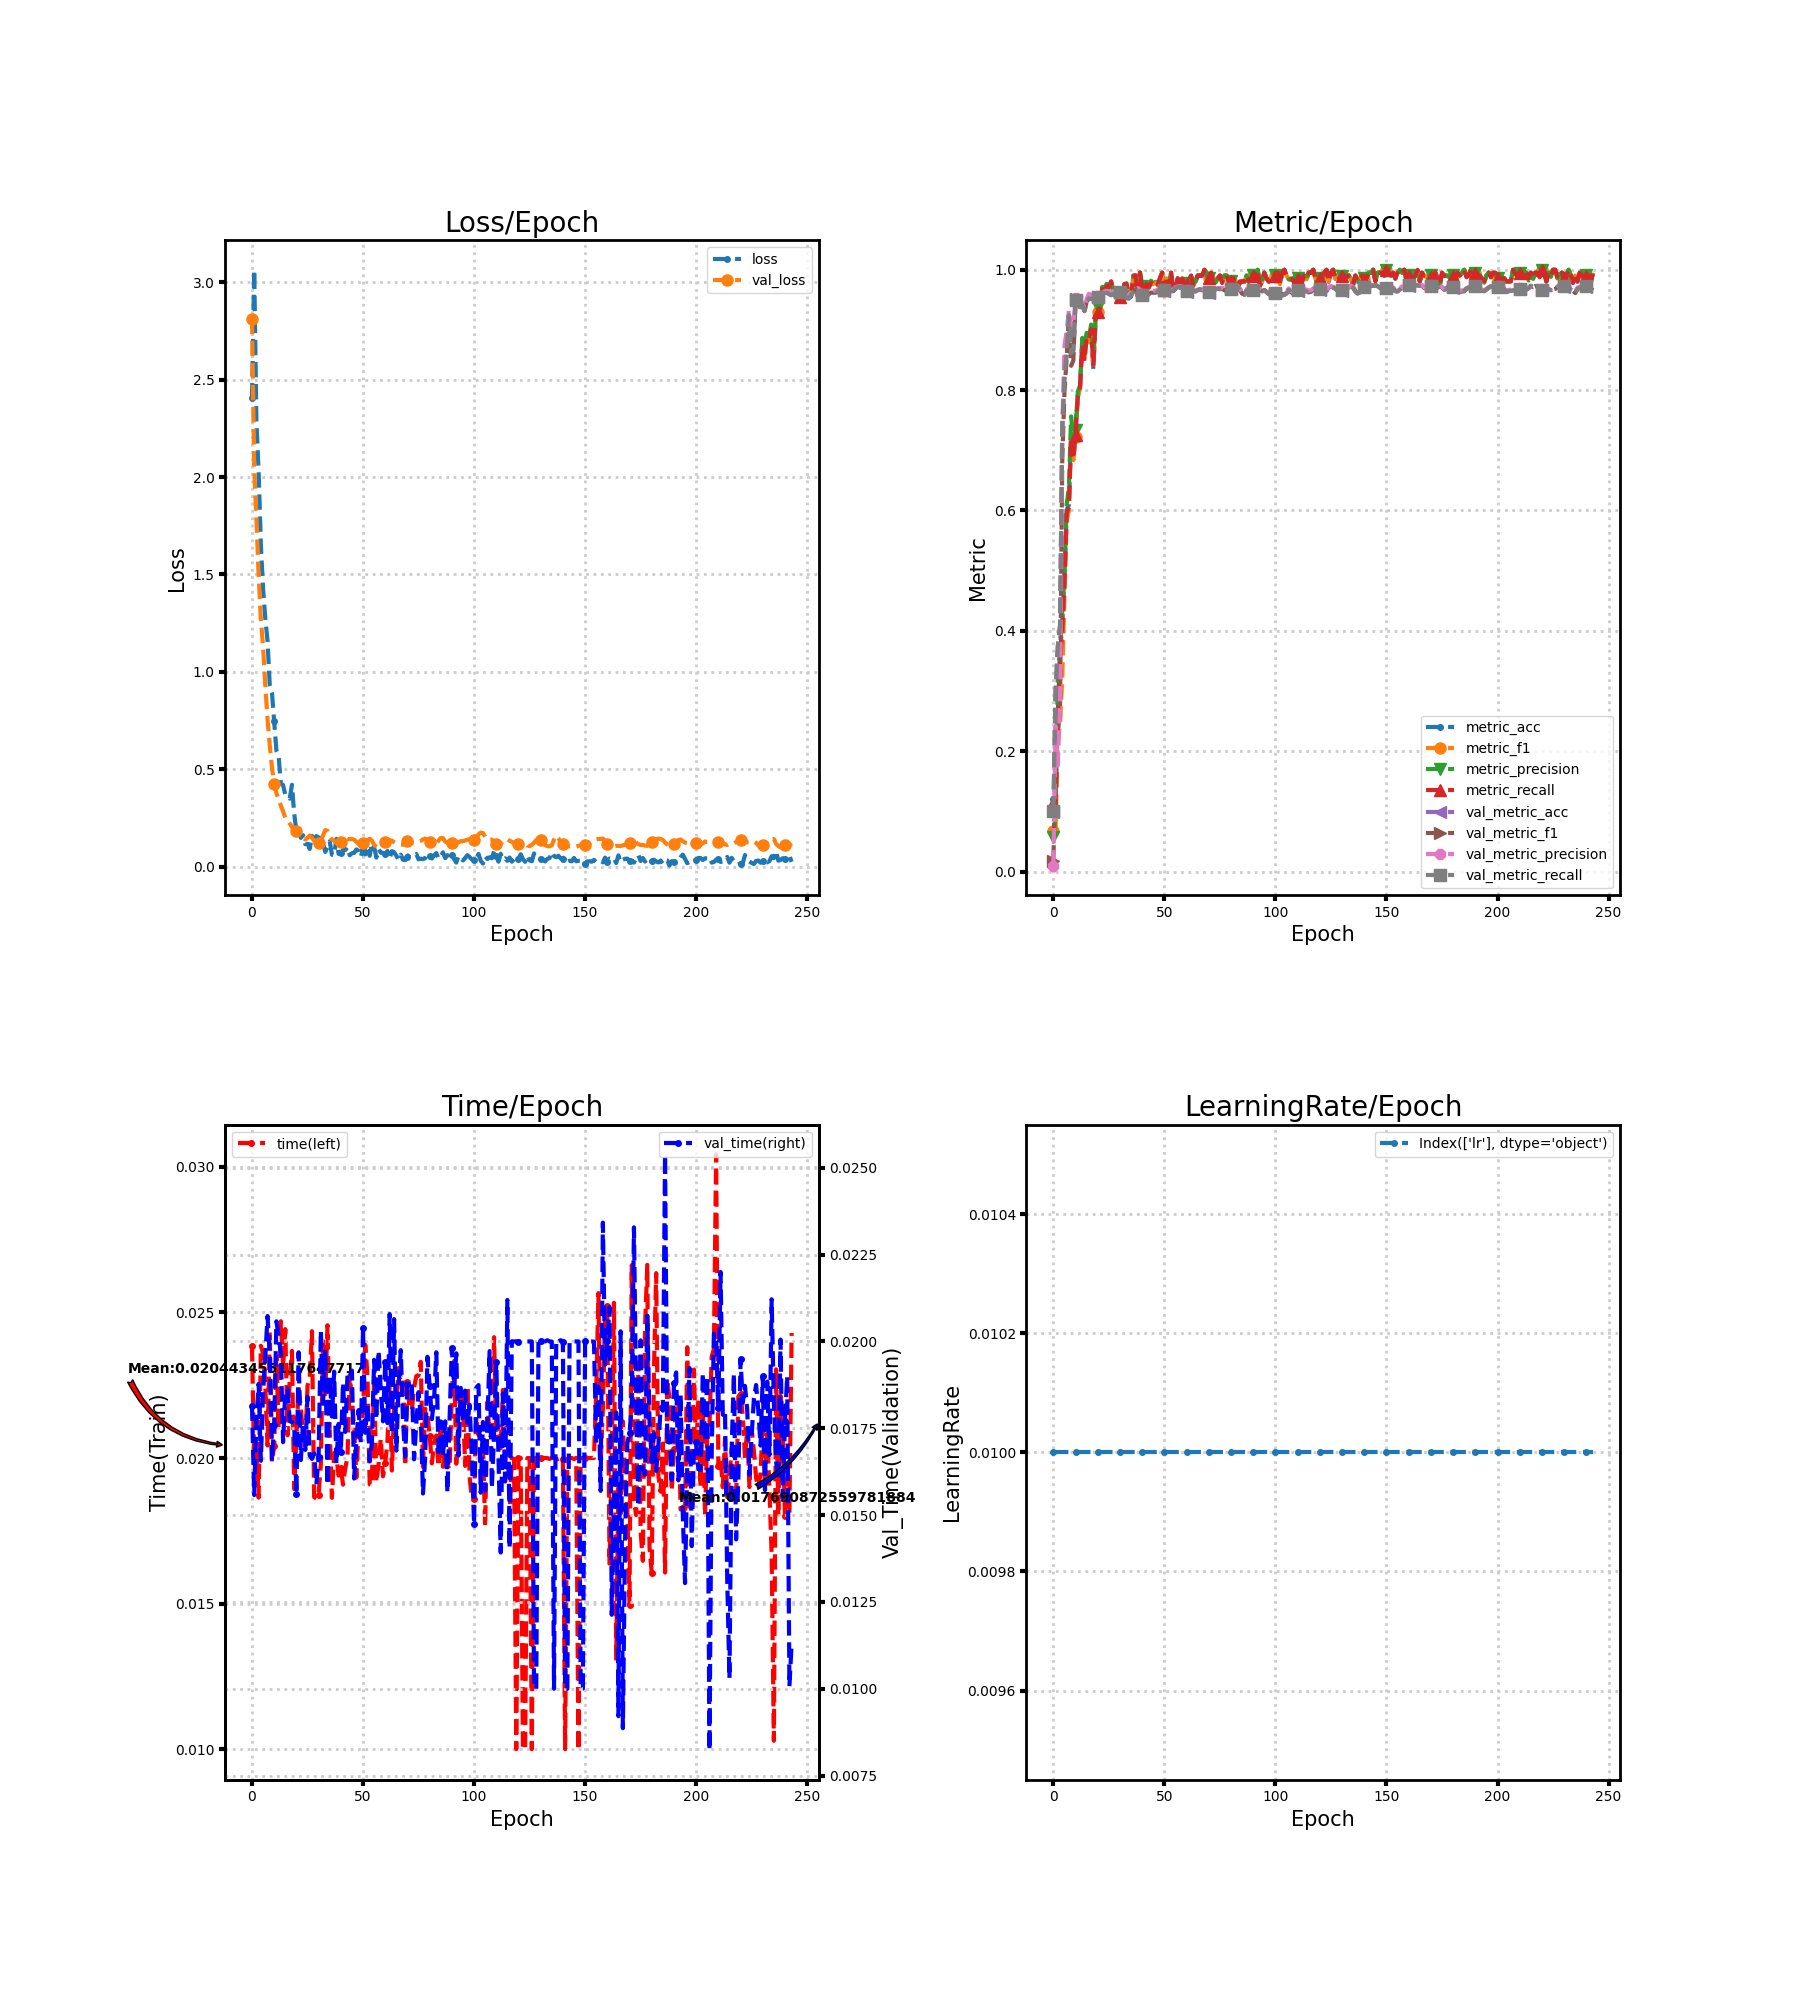 Loss/Epoch
loss
val_loss
3.0
2.5
2.0
1.5
1.0
0.5
0.0
Loss
0
50
100
150
200
250
Epoch
Metric/Epoch
1.0
0.8
0.6
0.4
0.2
0.0
Metric
metric_acc
metric_f1
metric_precision
metric_recall
val_metric_acc
val_metric_f1
val_metric_precision
val_metric_recall
0
50
100
150
200
250
Epoch
Time/Epoch
time(left)
val_time(right)
0.030
0.025
0.020
0.015
0.010
Time(Train)
0.0250
0.0225
0.0200
0.0175
0.0150
0.0125
0.0100
0.0075
Val_Time(Validation)
0
50
100
150
200
250
Epoch
LearningRate/Epoch
Index(['lr'], dtype='object')
0.0104
0.0102
0.0100
0.0098
0.0096
LearningRate
0
50
100
150
200
250
Epoch